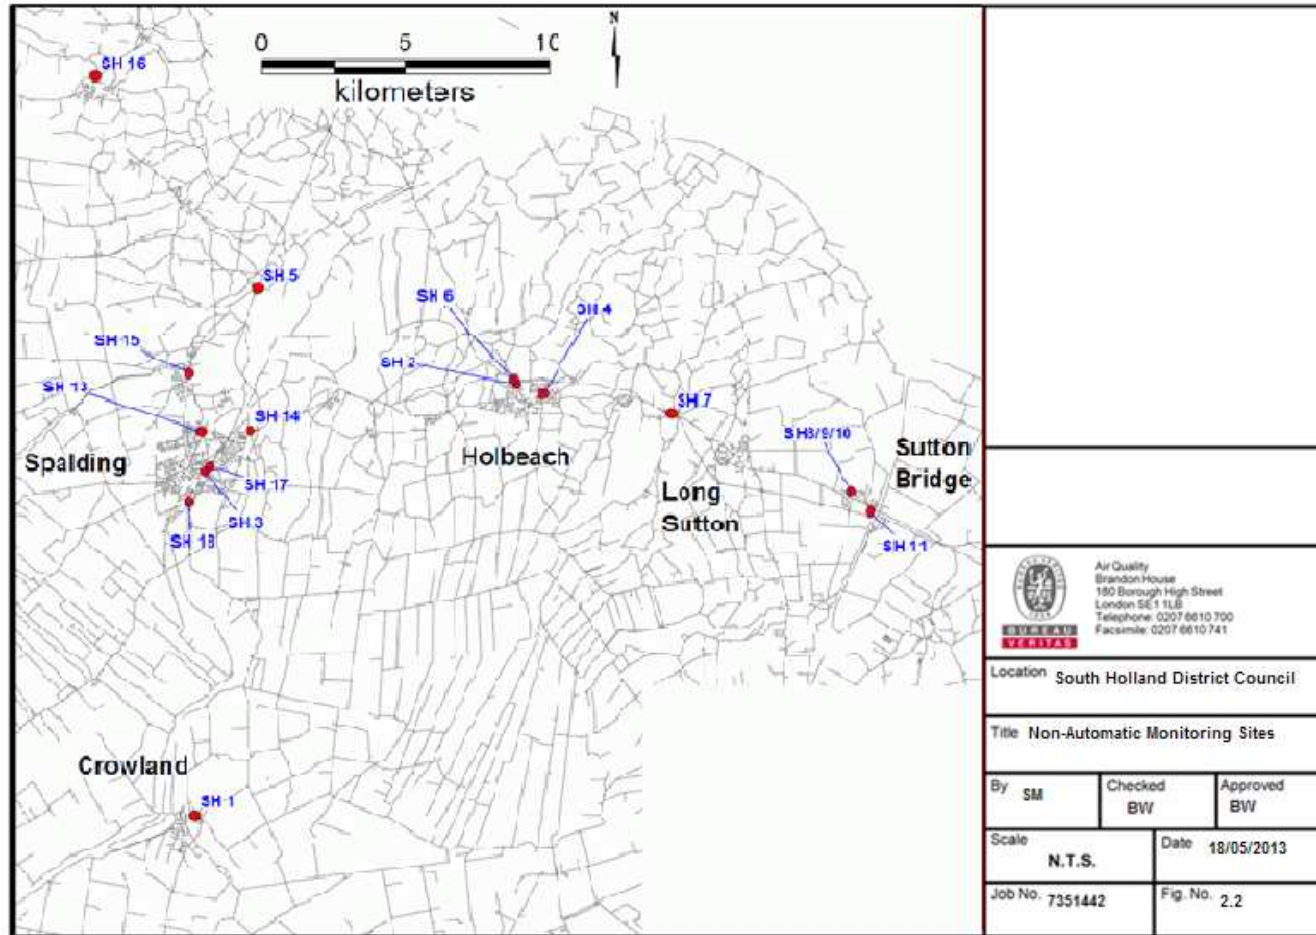 N
0 5 10
kilometers
SH 16
SH 5
SH 6
SH 4
SH 15
SH 2
SH 13
SH 7
SH 14
SH8/9/10
Sutton
Bridge
Spalding
Holbeach
SH 17
Long
Sutton
SH 3
SH 18
SH 11
Crowland
SH 1
BUREAU
VERITAS
Air Quality
Brandon House
180 Borough High Street
London SE1 1LB
Telephone: 0207 6610 700
Facsimile: 0207 6610 741
Location South Holland District Council
Title Non-Automatic Monitoring Sites
By SM
Checked BW
Approved BW
Scale N.T.S.
Date 18/05/2013
Job No. 7351442
Fig. No. 2.2